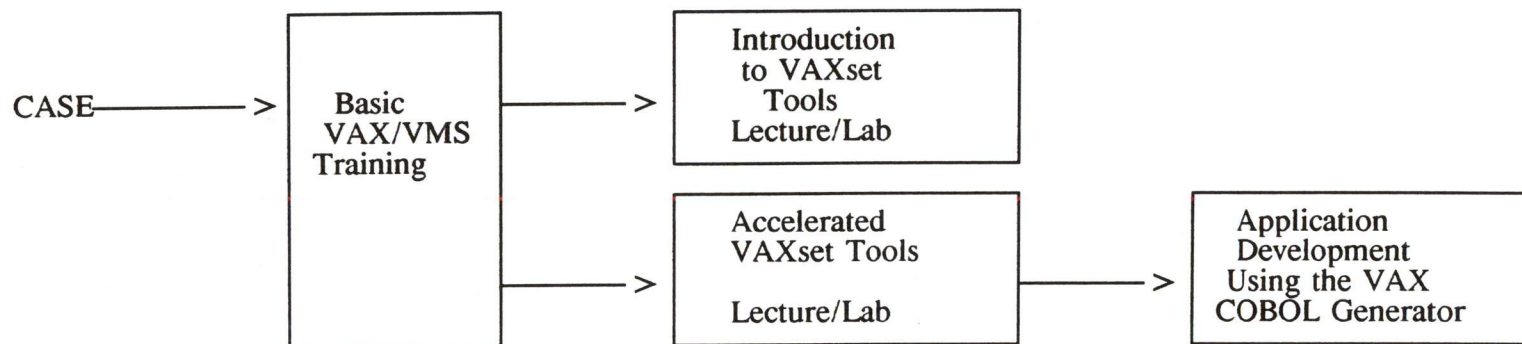 CASE
Basic
VAX/VMS
Training
Introduction
to VAXset
Tools
Lecture/Lab
Accelerated
VAXset Tools
Lecture/Lab
Application
Development
Using the VAX
COBOL Generator